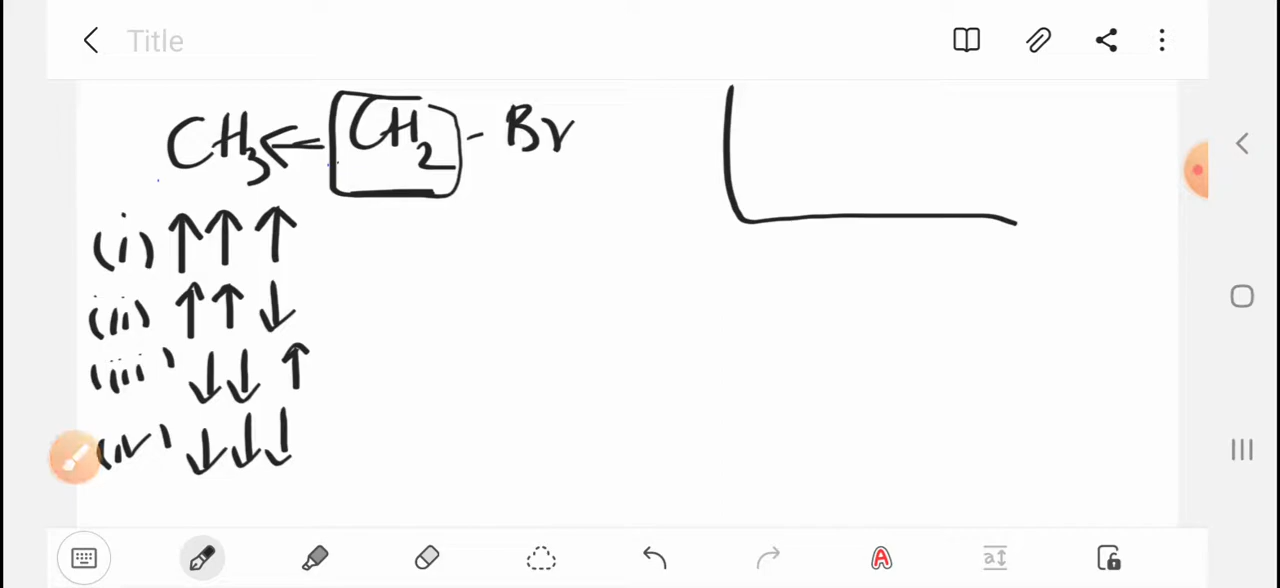 Title
CH3 ← CH2 - Br
(i) ↑↑ ↑
(ii) ↑↑ ↓
(iii) ↓↓ ↑
(iv) ↓↓↓